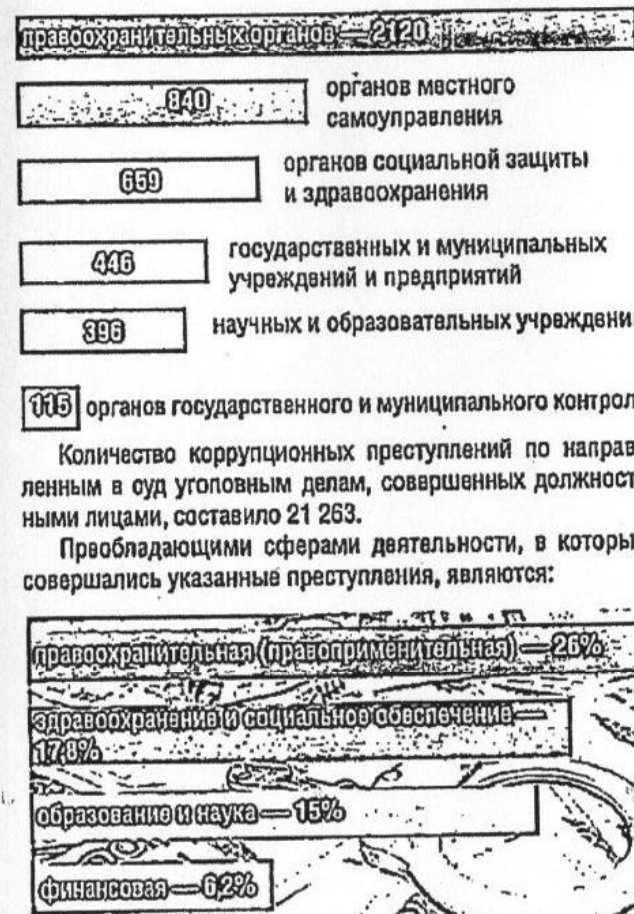 правоохранительных органов — 2120
840
органов местного
самоуправления
659
органов социальной защиты
и здравоохранения
446
государственных и муниципальных
учреждений и предприятий
396
научных и образовательных учреждени
115 органов государственного и муниципального контрол
Количество коррупционных преступлений по направ
ленным в суд уголовным делам, совершенных должност
ными лицами, составило 21 263.
Преобладающими сферами деятельности, в которы
совершались указанные преступления, являются:
правоохранительная (правоприменительная) — 26%
здравоохранение и социальное обеспечение —
17,8%
образование и наука — 15%
финансовая — 6,2%